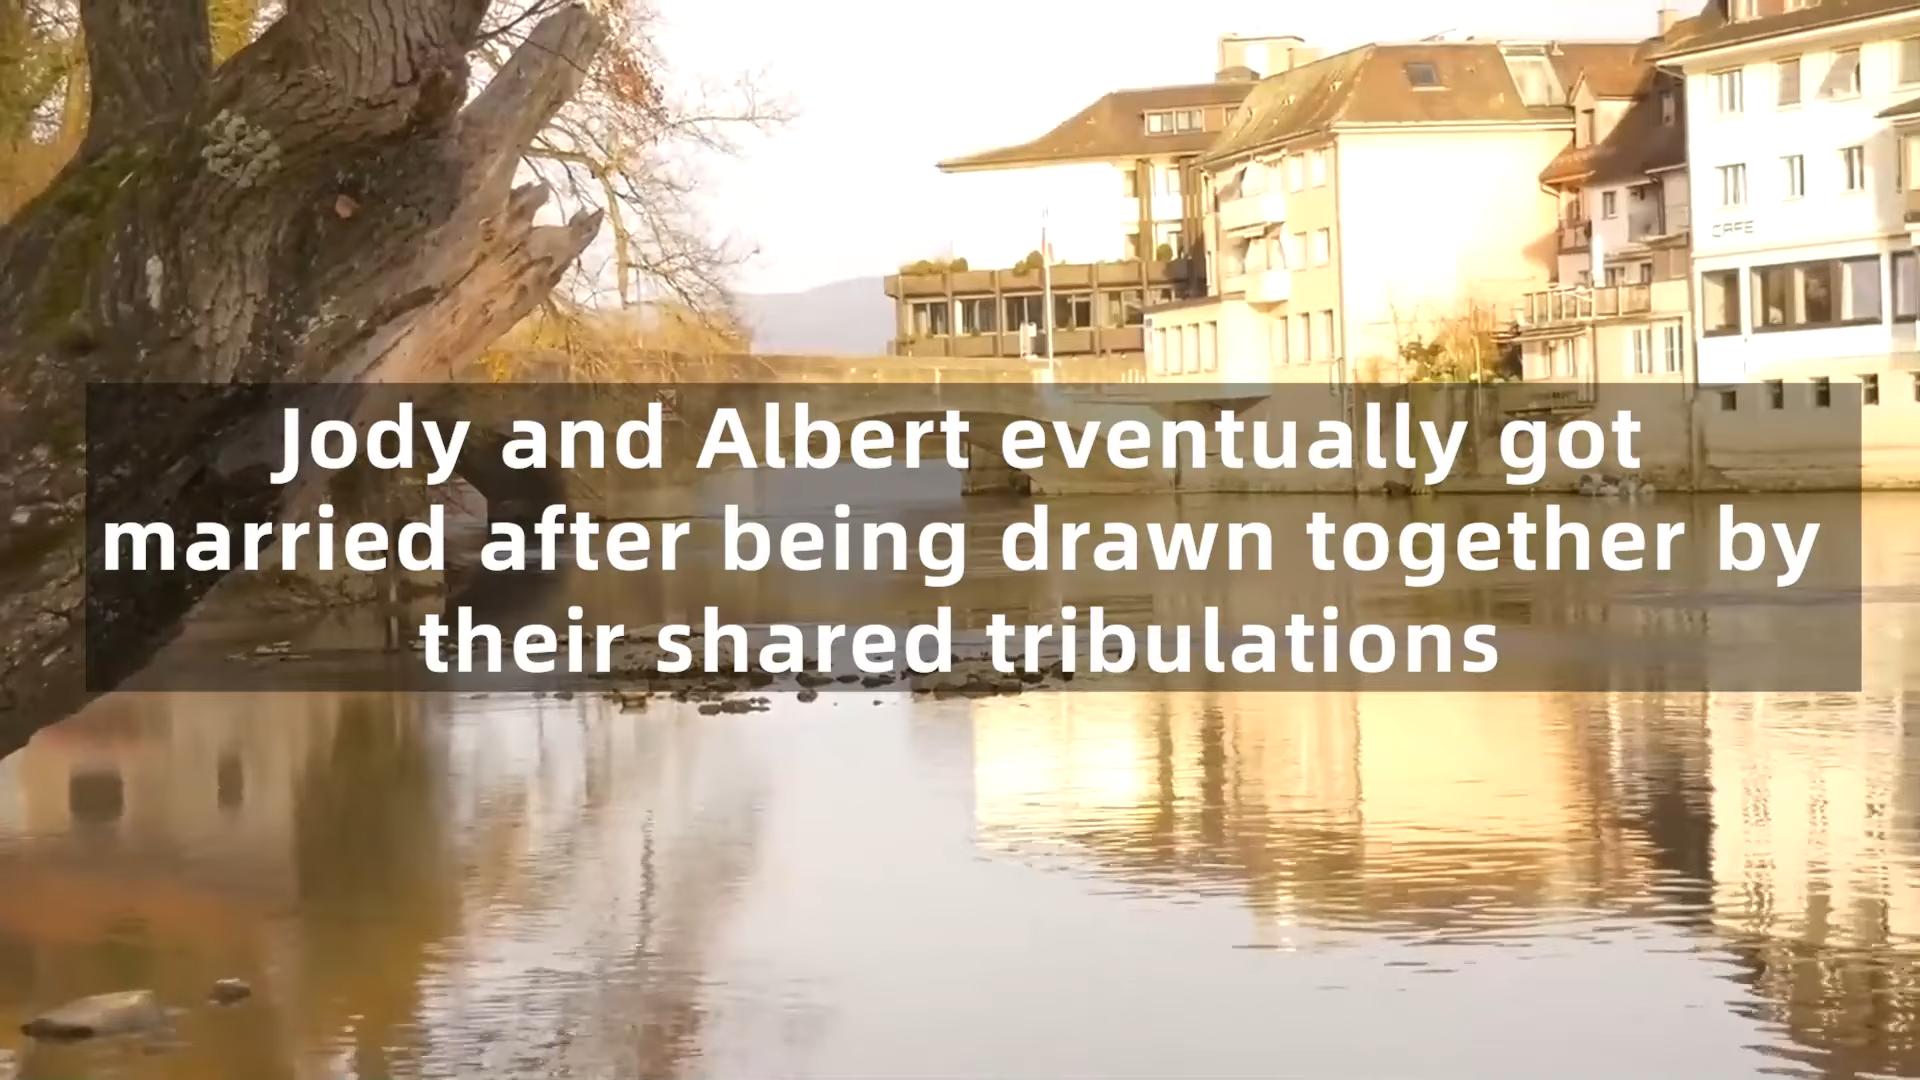 CAFE
Jody and Albert eventually got
married after being drawn together by
their shared tribulations